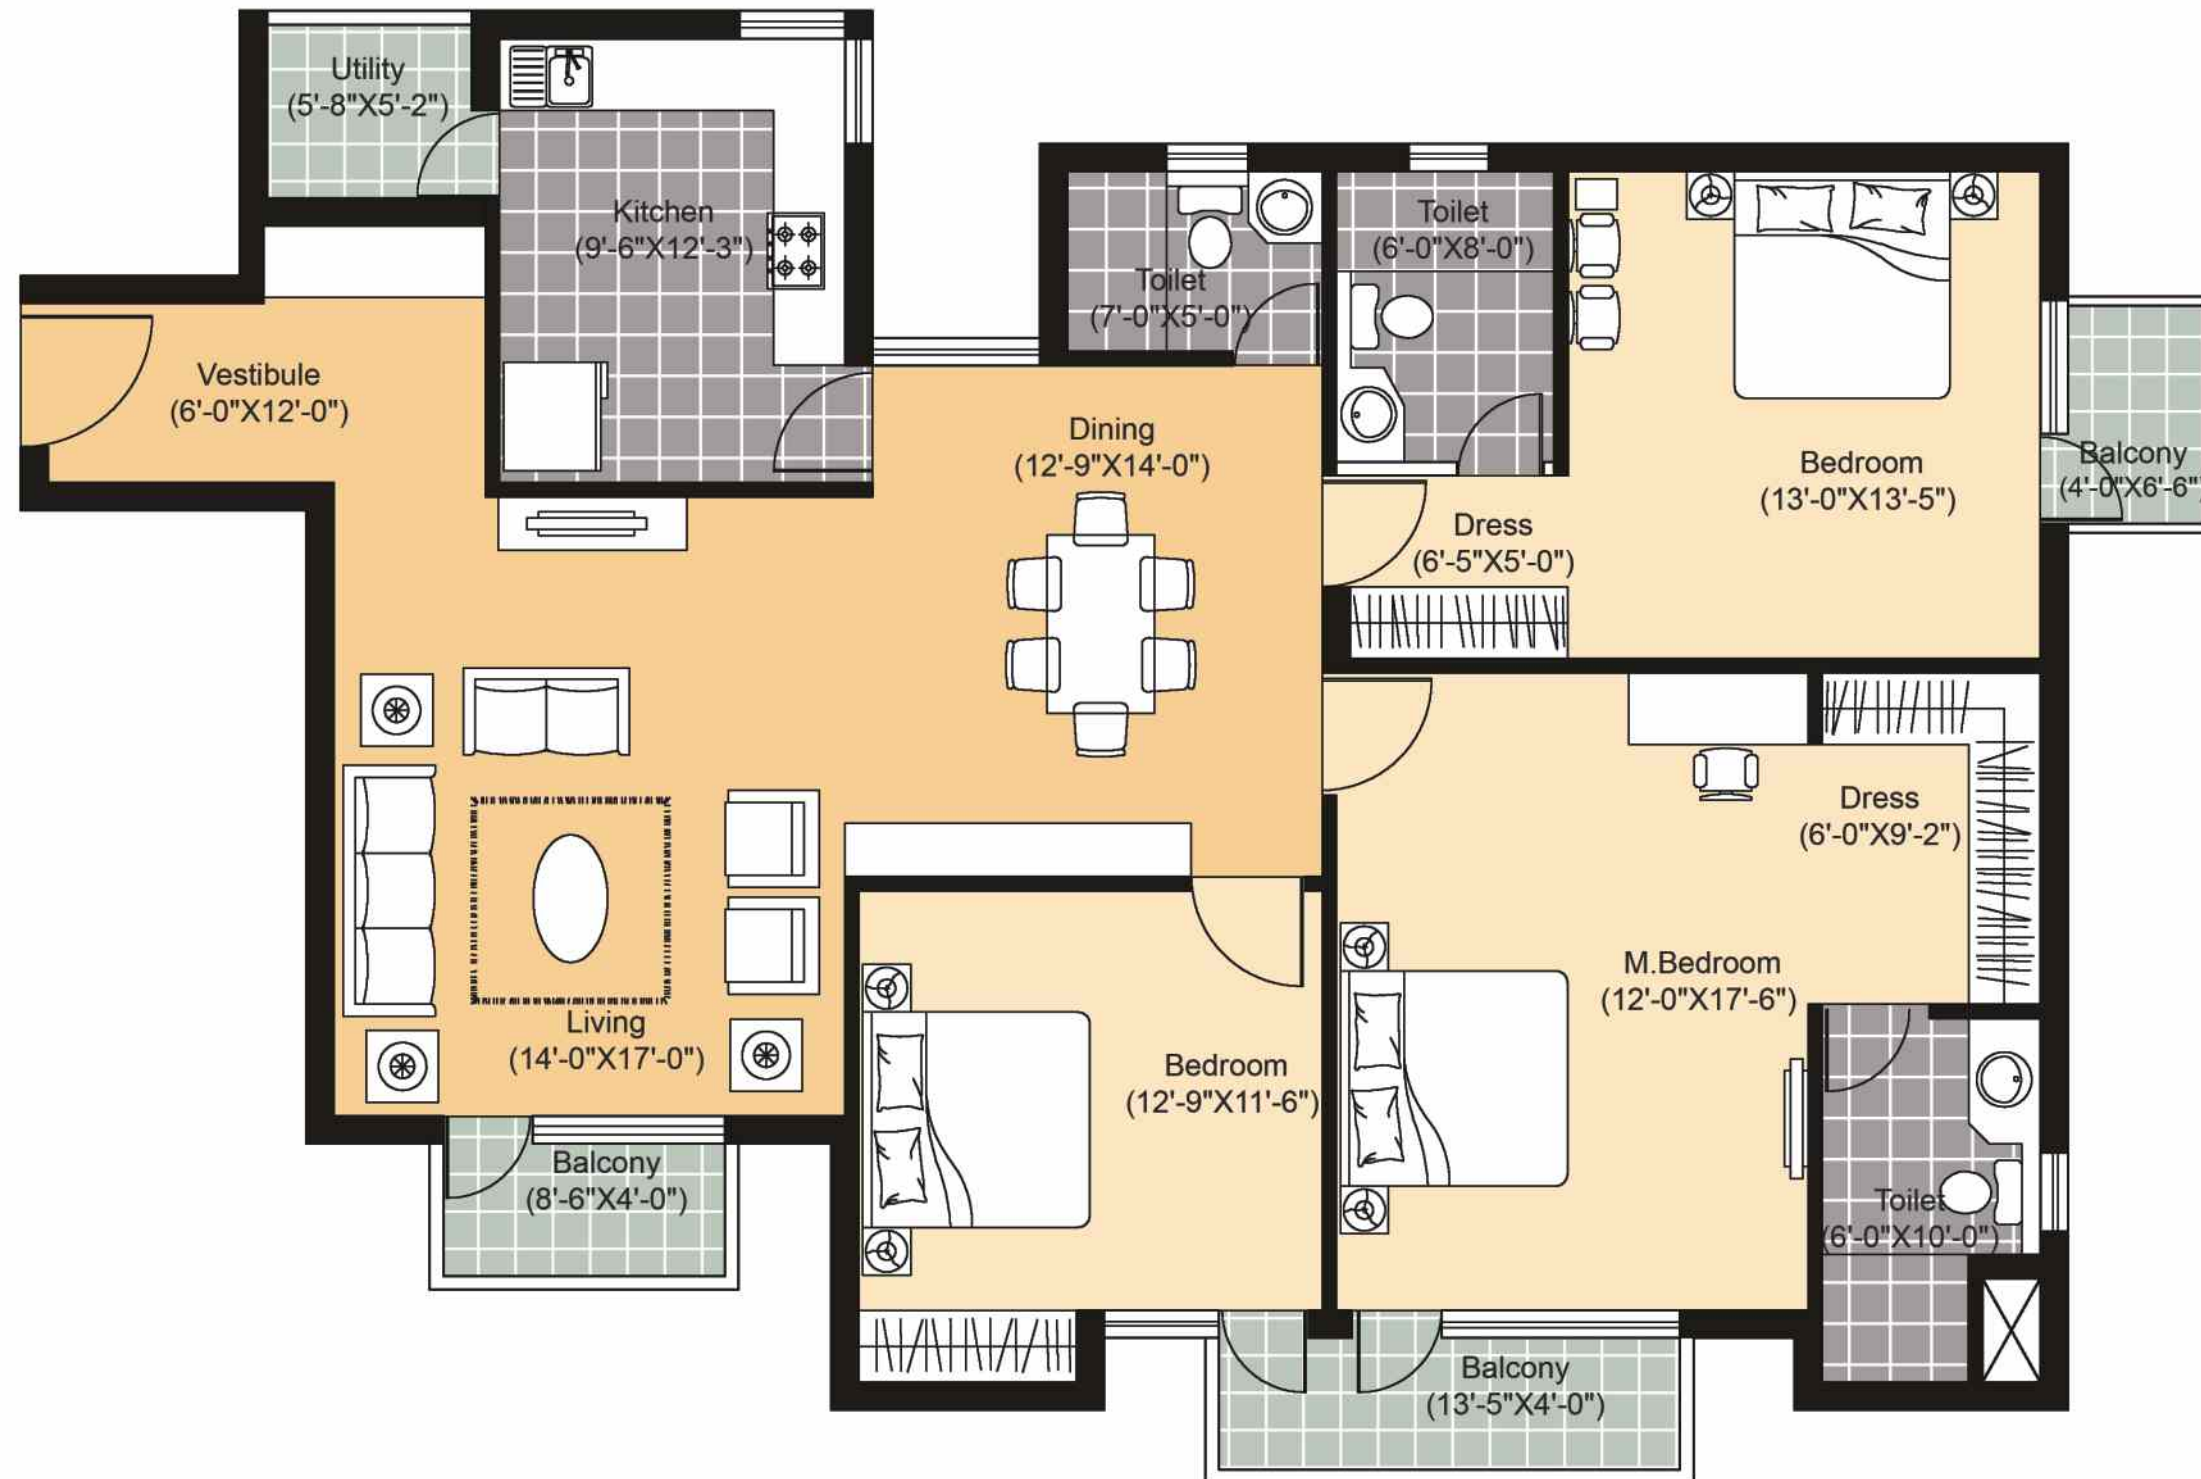 Utility
(5'-8"X5'-2")
Kitchen
(9'-6"X12'-3")
Toilet
(7'-0"X5'-0")
Toilet
(6'-0"X8'-0")
Vestibule
(6'-0"X12'-0")
Dining
(12'-9"X14'-0")
Bedroom
(13'-0"X13'-5")
Balcony
(4'-0"X6'-6"
Dress
(6'-5"X5'-0")
Dress
(6'-0"X9'-2")
M.Bedroom
(12'-0"X17'-6")
Living
(14'-0"X17'-0")
Bedroom
(12'-9"X11'-6")
Balcony
(8'-6"X4'-0")
Toilet
(6'-0"X10'-0")
Balcony
(13'-5"X4'-0")